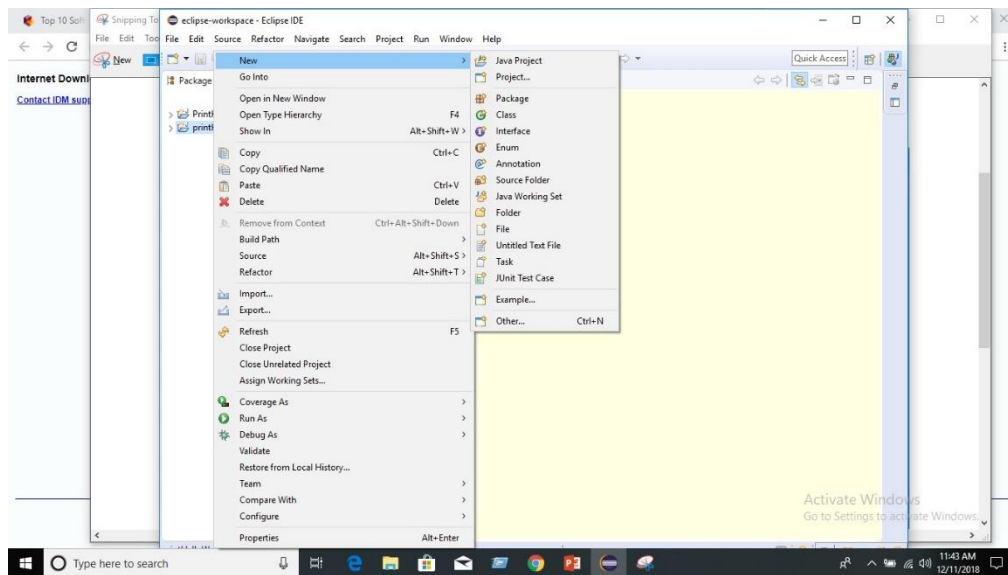 Top 10 Sof
Snipping To
eclipse-workspace - Eclipse IDE
File Edit Too
File Edit Source Refactor Navigate Search Project Run Window Help
New
Quick Access
Internet Downl
Contact IDM supp
Package
Print
print
New
Go Into
Open in New Window
Open Type Hierarchy F4
Show In Alt+Shift+W >
Copy Ctrl+C
Copy Qualified Name
Paste Ctrl+V
Delete Delete
Remove from Context Ctrl+Alt+Shift+Down
Build Path
Source Alt+Shift+S >
Refactor Alt+Shift+T >
Import...
Export...
Refresh F5
Close Project
Close Unrelated Project
Assign Working Sets...
Coverage As
Run As
Debug As
Validate
Restore from Local History...
Team
Compare With
Configure
Properties Alt+Enter
Java Project
Project...
Package
Class
Interface
Enum
Annotation
Source Folder
Java Working Set
Folder
File
Untitled Text File
Task
JUnit Test Case
Example...
Other... Ctrl+N
Activate Windows
Go to Settings to activate Windows.
Type here to search
11:43 AM
12/11/2018